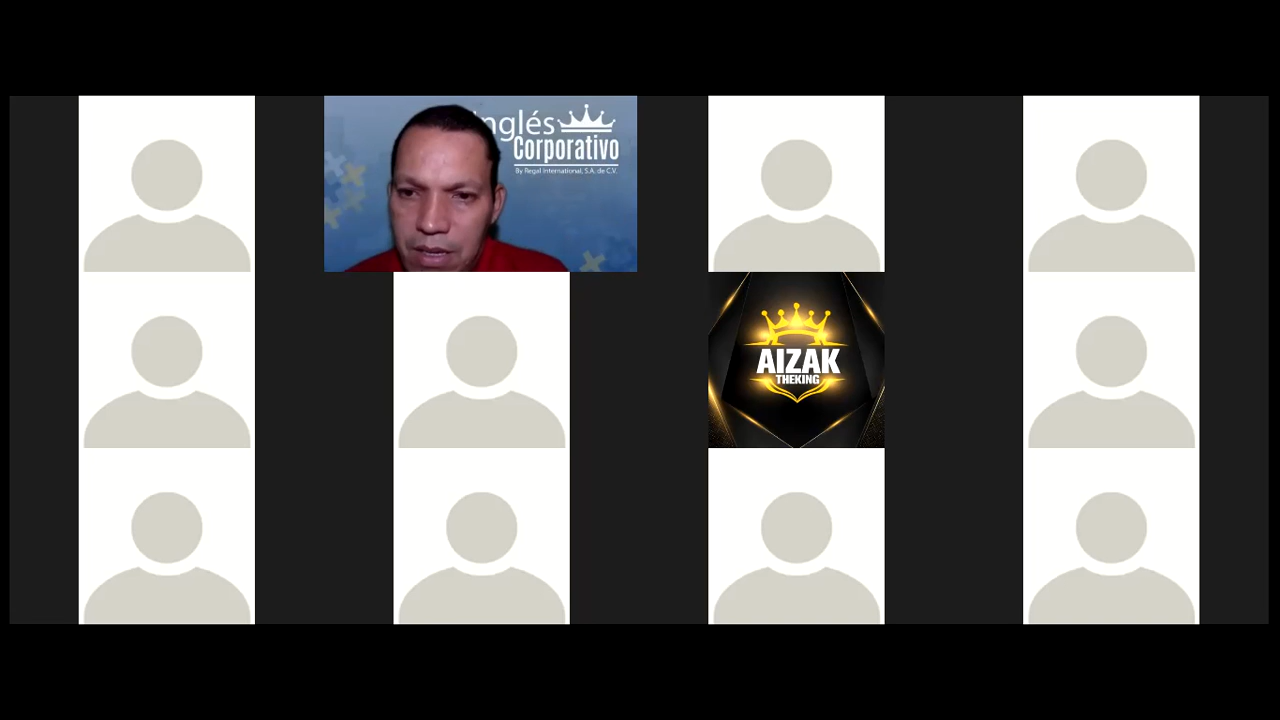 Inglés
Corporativo
By Regal International, S.A. de C.V.
AIZAK
THEKING